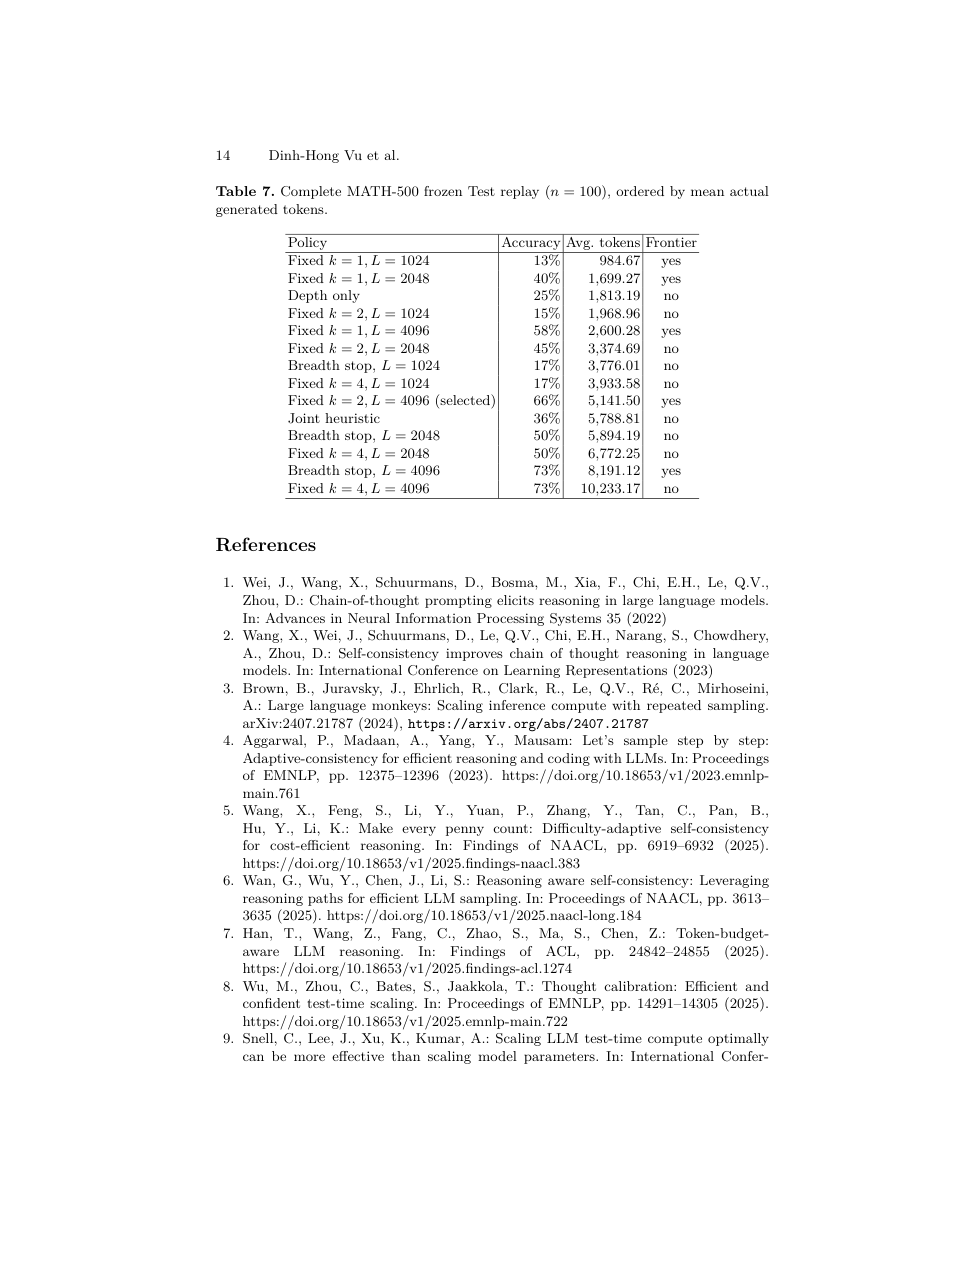 14 Dinh-Hong Vu et al.
Table 7. Complete MATH-500 frozen Test replay (n = 100), ordered by mean actual
generated tokens.
Policy Accuracy Avg. tokens Frontier
Fixed k = 1, L = 1024 13% 984.67 yes
Fixed k = 1, L = 2048 40% 1,699.27 yes
Depth only 25% 1,813.19 no
Fixed k = 2, L = 1024 15% 1,968.96 no
Fixed k = 1, L = 4096 58% 2,600.28 yes
Fixed k = 2, L = 2048 45% 3,374.69 no
Breadth stop, L = 1024 17% 3,776.01 no
Fixed k = 4, L = 1024 17% 3,933.58 no
Fixed k = 2, L = 4096 (selected) 66% 5,141.50 yes
Joint heuristic 36% 5,788.81 no
Breadth stop, L = 2048 50% 5,894.19 no
Fixed k = 4, L = 2048 50% 6,772.25 no
Breadth stop, L = 4096 73% 8,191.12 yes
Fixed k = 4, L = 4096 73% 10,233.17 no
References
1. Wei, J., Wang, X., Schuurmans, D., Bosma, M., Xia, F., Chi, E.H., Le, Q.V.,
Zhou, D.: Chain-of-thought prompting elicits reasoning in large language models.
In: Advances in Neural Information Processing Systems 35 (2022)
2. Wang, X., Wei, J., Schuurmans, D., Le, Q.V., Chi, E.H., Narang, S., Chowdhery,
A., Zhou, D.: Self-consistency improves chain of thought reasoning in language
models. In: International Conference on Learning Representations (2023)
3. Brown, B., Juravsky, J., Ehrlich, R., Clark, R., Le, Q.V., Ré, C., Mirhoseini,
A.: Large language monkeys: Scaling inference compute with repeated sampling.
arXiv:2407.21787 (2024), https://arxiv.org/abs/2407.21787
4. Aggarwal, P., Madaan, A., Yang, Y., Mausam: Let's sample step by step:
Adaptive-consistency for efficient reasoning and coding with LLMs. In: Proceedings
of EMNLP, pp. 12375–12396 (2023). https://doi.org/10.18653/v1/2023.emnlp-
main.761
5. Wang, X., Feng, S., Li, Y., Yuan, P., Zhang, Y., Tan, C., Pan, B.,
Hu, Y., Li, K.: Make every penny count: Difficulty-adaptive self-consistency
for cost-efficient reasoning. In: Findings of NAACL, pp. 6919–6932 (2025).
https://doi.org/10.18653/v1/2025.findings-naacl.383
6. Wan, G., Wu, Y., Chen, J., Li, S.: Reasoning aware self-consistency: Leveraging
reasoning paths for efficient LLM sampling. In: Proceedings of NAACL, pp. 3613–
3635 (2025). https://doi.org/10.18653/v1/2025.naacl-long.184
7. Han, T., Wang, Z., Fang, C., Zhao, S., Ma, S., Chen, Z.: Token-budget-
aware LLM reasoning. In: Findings of ACL, pp. 24842–24855 (2025).
https://doi.org/10.18653/v1/2025.findings-acl.1274
8. Wu, M., Zhou, C., Bates, S., Jaakkola, T.: Thought calibration: Efficient and
confident test-time scaling. In: Proceedings of EMNLP, pp. 14291–14305 (2025).
https://doi.org/10.18653/v1/2025.emnlp-main.722
9. Snell, C., Lee, J., Xu, K., Kumar, A.: Scaling LLM test-time compute optimally
can be more effective than scaling model parameters. In: International Confer-